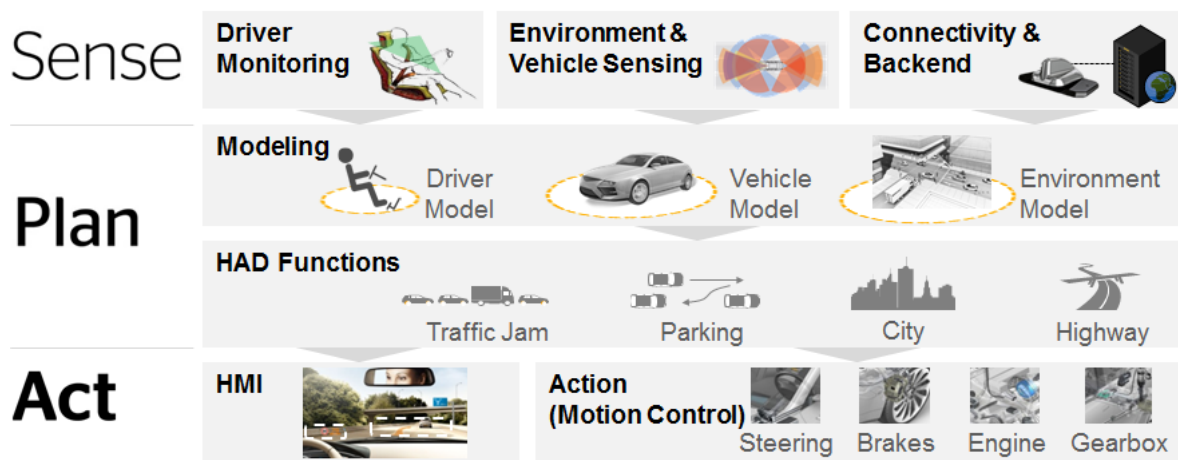 Sense
Driver
Monitoring
Environment &
Vehicle Sensing
Connectivity &
Backend
Plan
Modeling
Driver
Model
Vehicle
Model
Environment
Model
HAD Functions
Traffic Jam
Parking
City
Highway
Act
HMI
Action
(Motion Control)
Steering
Brakes
Engine
Gearbox